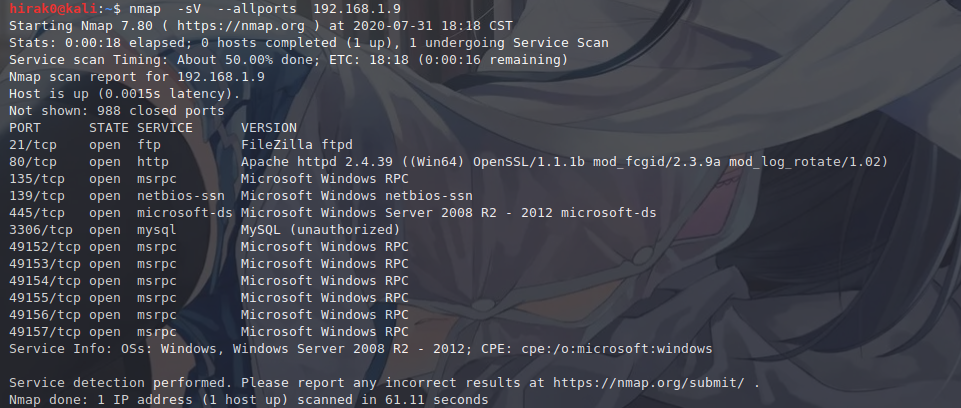 hirak0@kali:~$ nmap  -sV  --allports  192.168.1.9
Starting Nmap 7.80 ( https://nmap.org ) at 2020-07-31 18:18 CST
Stats: 0:00:18 elapsed; 0 hosts completed (1 up), 1 undergoing Service Scan
Service scan Timing: About 50.00% done; ETC: 18:18 (0:00:16 remaining)
Nmap scan report for 192.168.1.9
Host is up (0.0015s latency).
Not shown: 988 closed ports
PORT      STATE SERVICE      VERSION
21/tcp    open  ftp          FileZilla ftpd
80/tcp    open  http         Apache httpd 2.4.39 ((Win64) OpenSSL/1.1.1b mod_fcgid/2.3.9a mod_log_rotate/1.02)
135/tcp   open  msrpc        Microsoft Windows RPC
139/tcp   open  netbios-ssn  Microsoft Windows netbios-ssn
445/tcp   open  microsoft-ds Microsoft Windows Server 2008 R2 - 2012 microsoft-ds
3306/tcp  open  mysql        MySQL (unauthorized)
49152/tcp open  msrpc        Microsoft Windows RPC
49153/tcp open  msrpc        Microsoft Windows RPC
49154/tcp open  msrpc        Microsoft Windows RPC
49155/tcp open  msrpc        Microsoft Windows RPC
49156/tcp open  msrpc        Microsoft Windows RPC
49157/tcp open  msrpc        Microsoft Windows RPC
Service Info: OSs: Windows, Windows Server 2008 R2 - 2012; CPE: cpe:/o:microsoft:windows

Service detection performed. Please report any incorrect results at https://nmap.org/submit/ .
Nmap done: 1 IP address (1 host up) scanned in 61.11 seconds